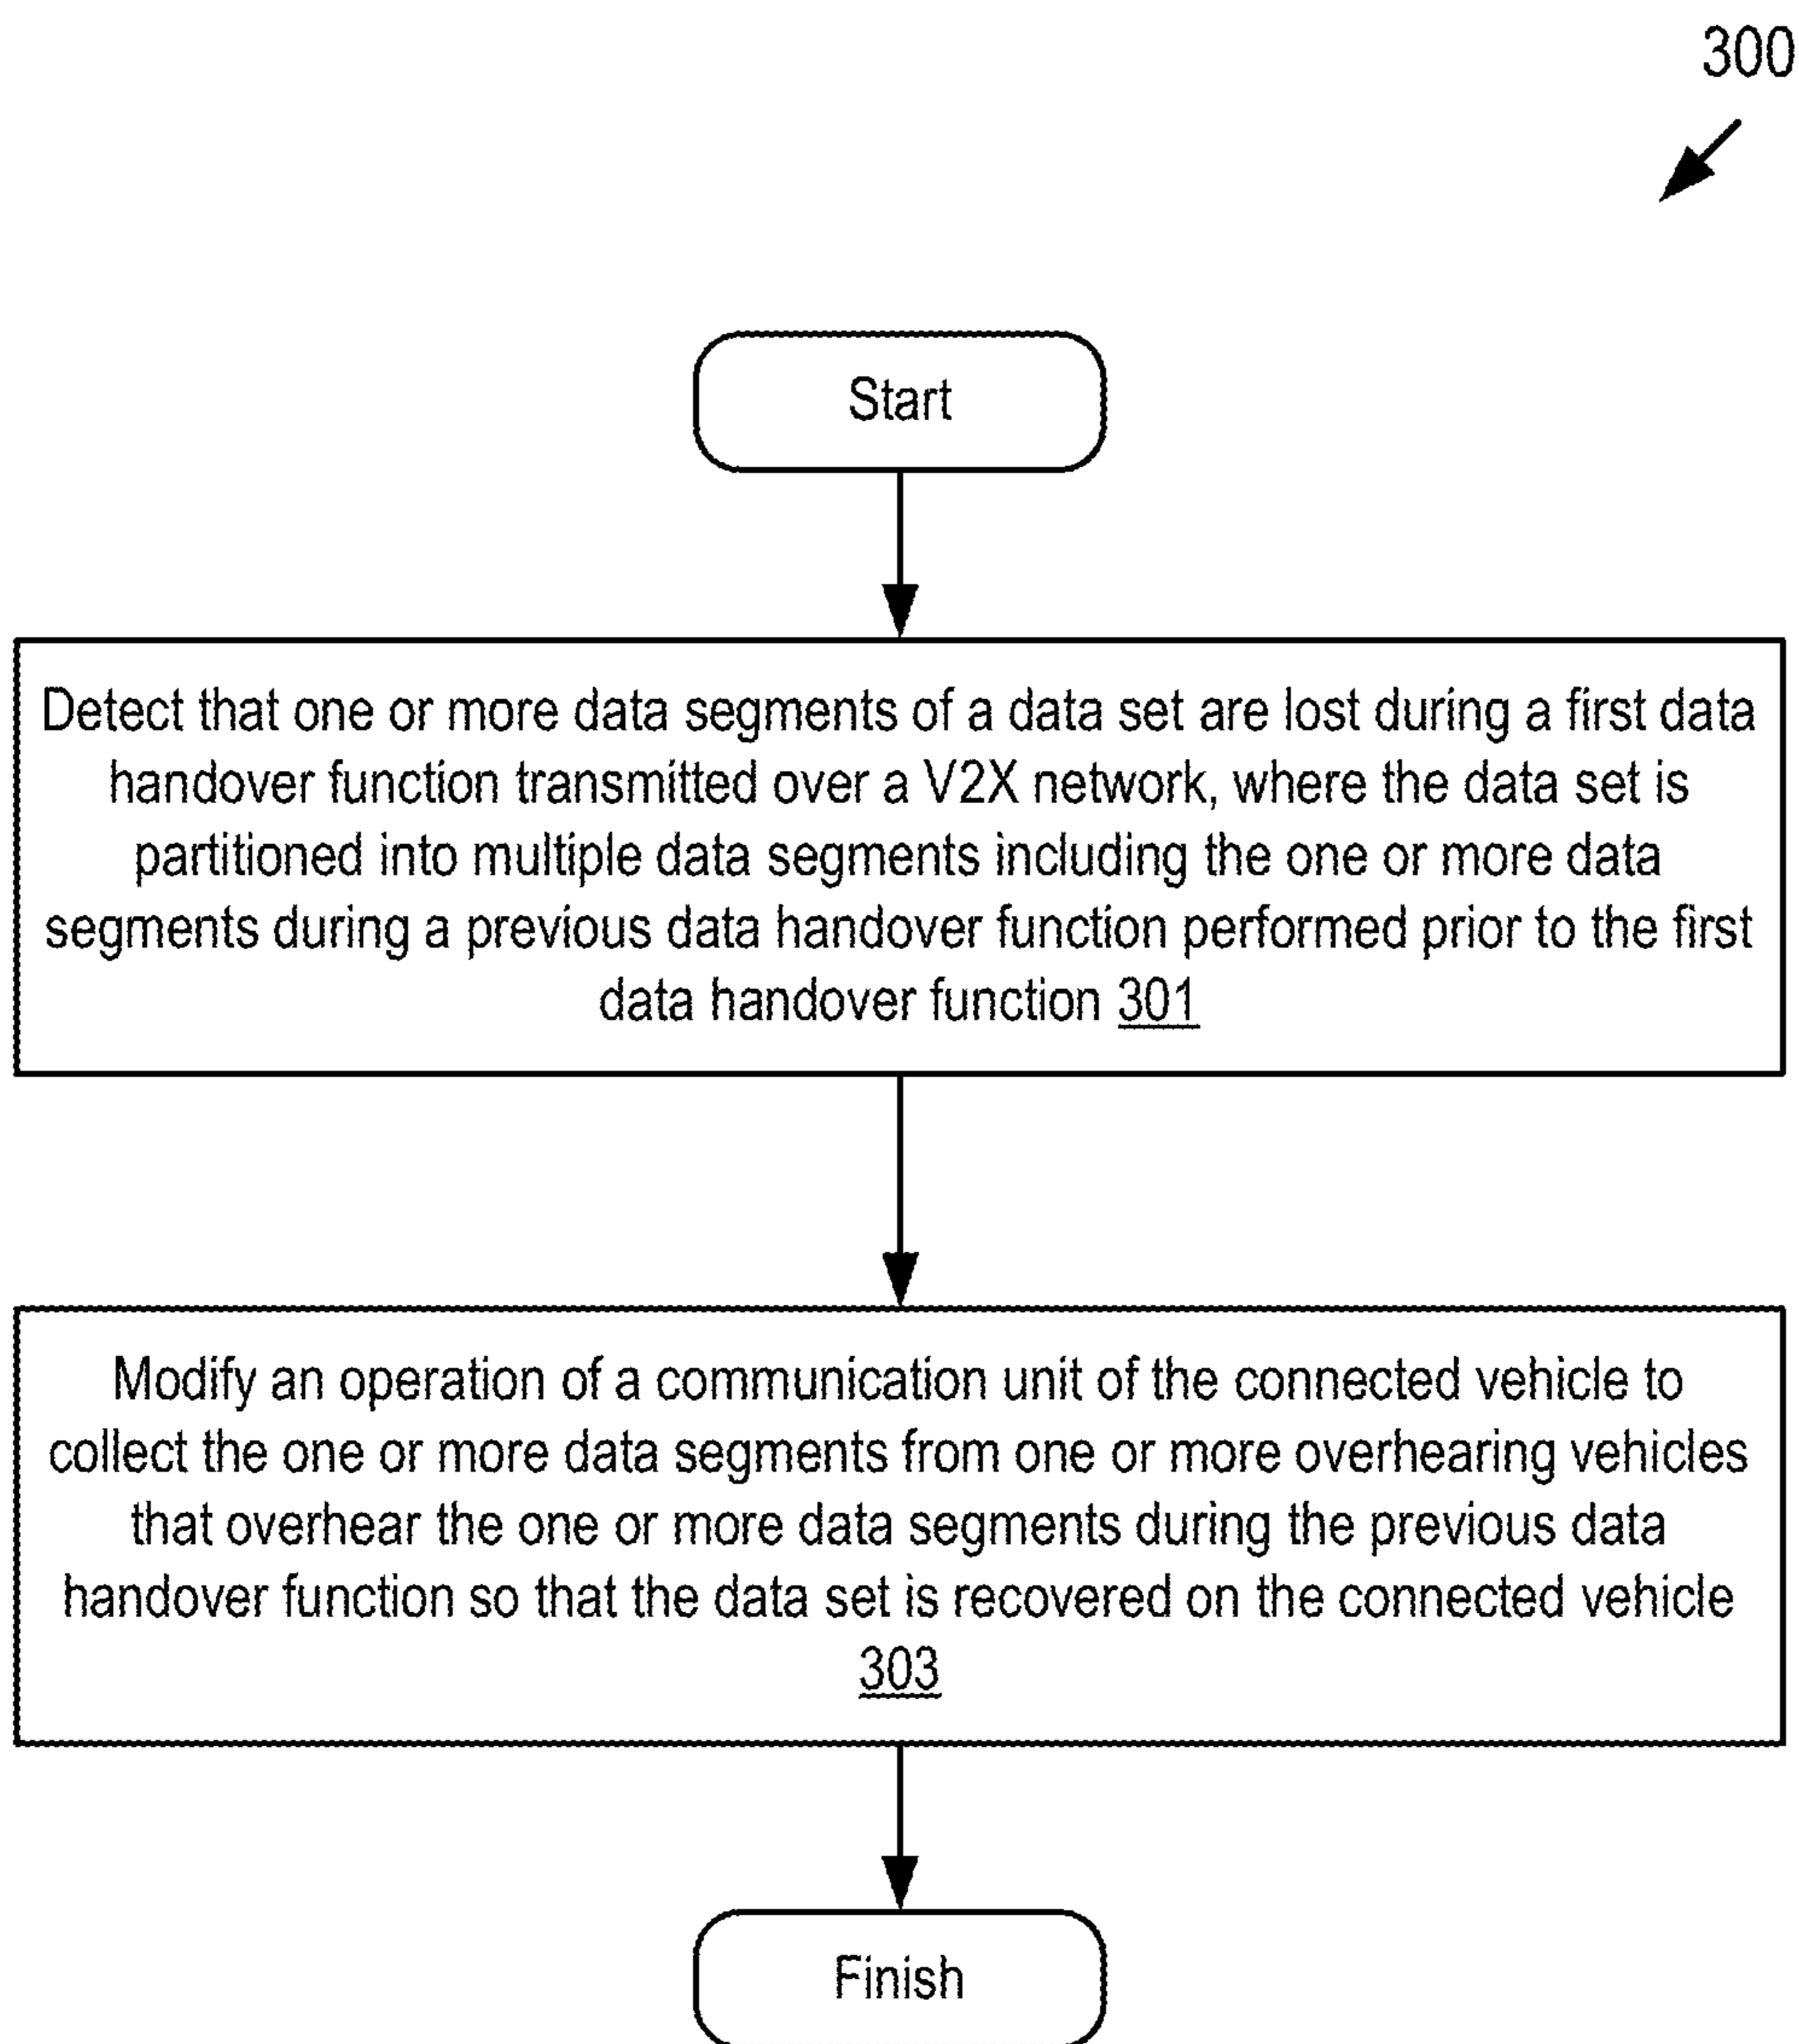 300
Start
Detect that one or more data segments of a data set are lost during a first data
handover function transmitted over a V2X network, where the data set is
partitioned into multiple data segments including the one or more data
segments during a previous data handover function performed prior to the first
data handover function 301
Modify an operation of a communication unit of the connected vehicle to
collect the one or more data segments from one or more overhearing vehicles
that overhear the one or more data segments during the previous data
handover function so that the data set is recovered on the connected vehicle
303
Finish